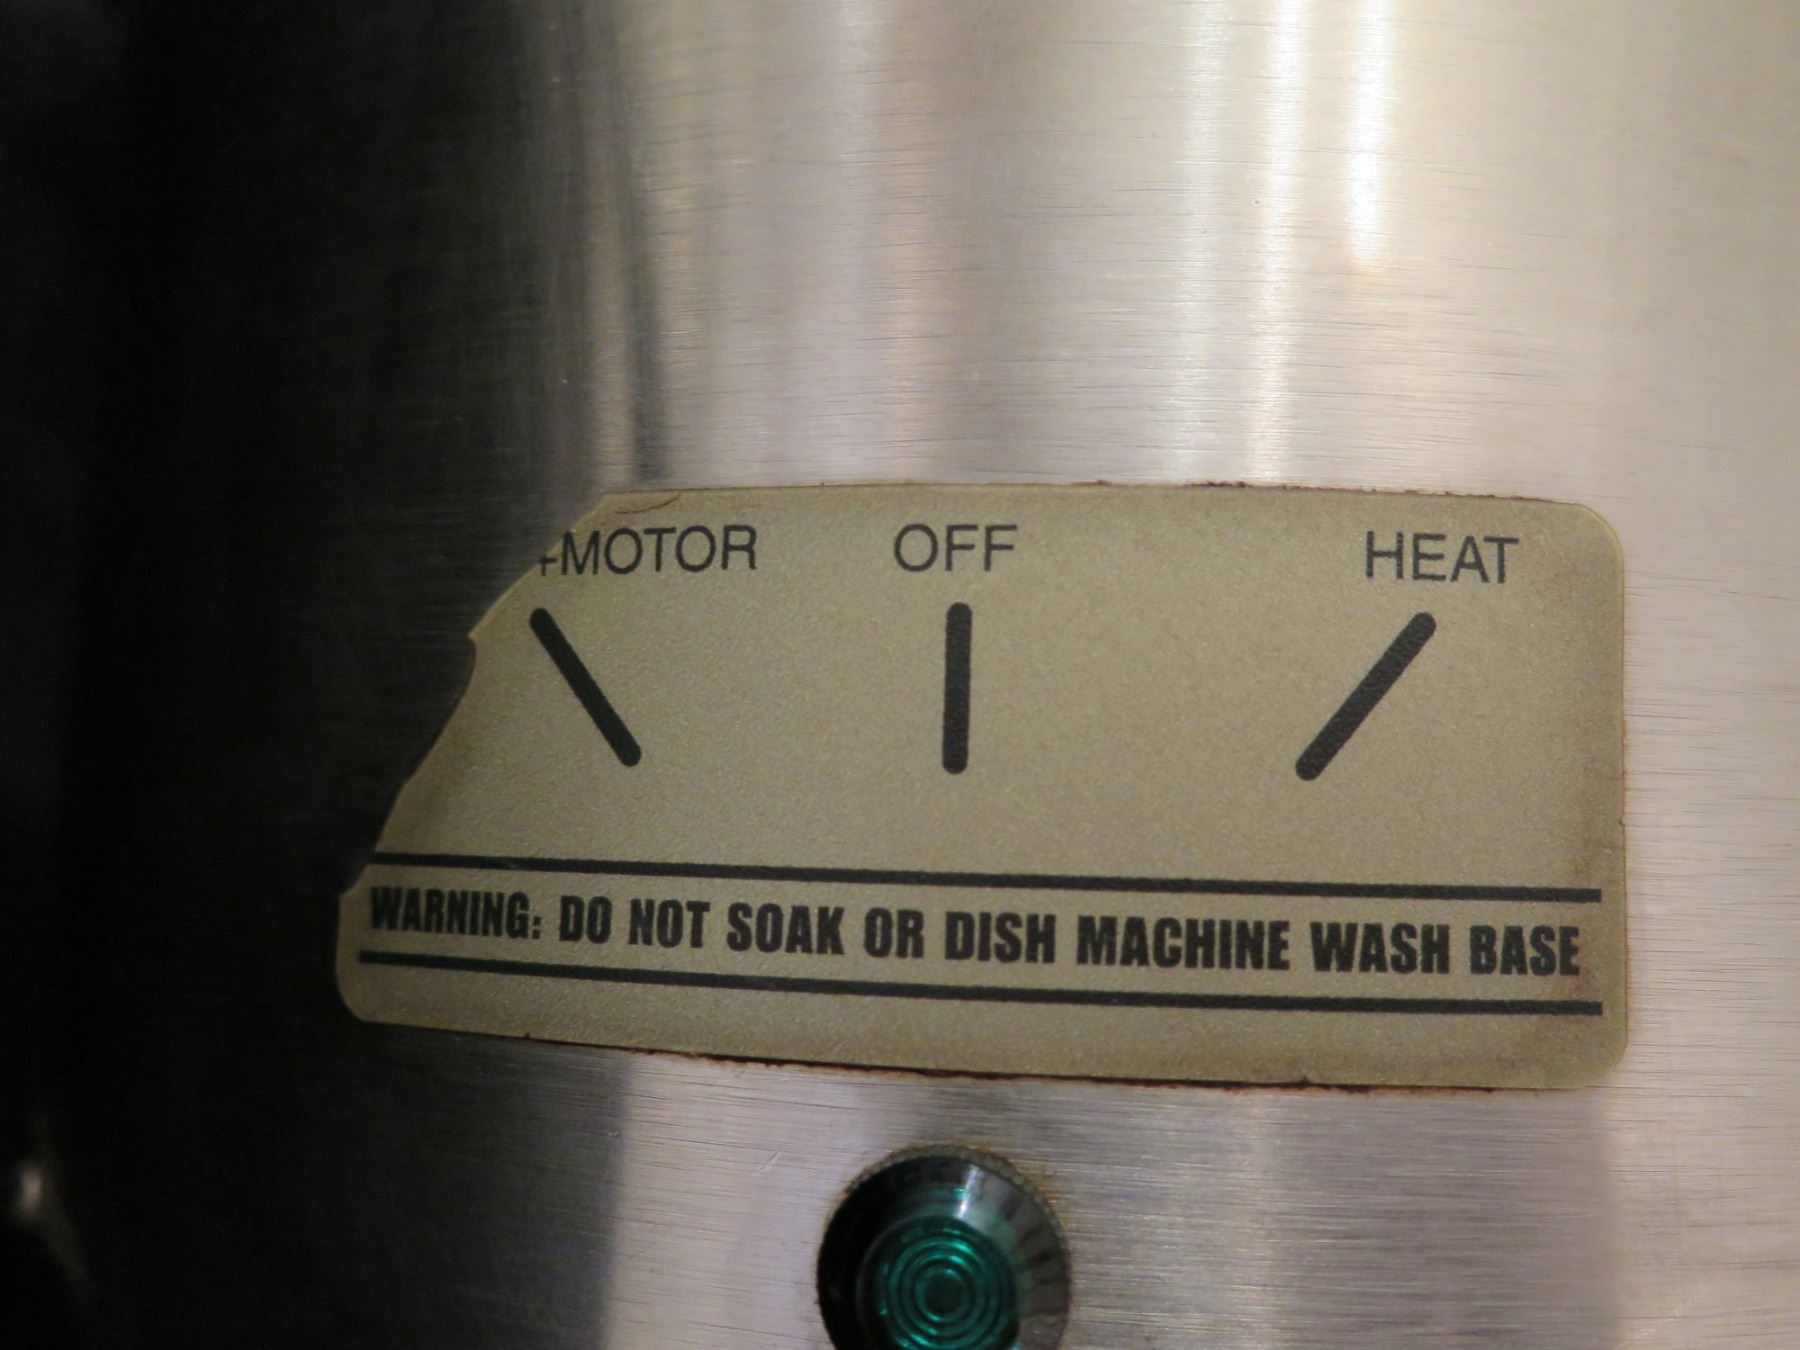 +MOTOR OFF HEAT
WARNING: DO NOT SOAK OR DISH MACHINE WASH BASE